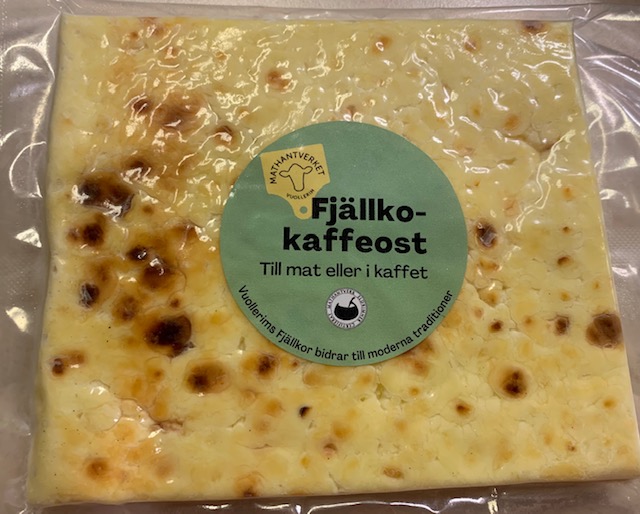 MATHANTVERKET
VUOLLERIM
Fjällko-
kaffeost
Till mat eller i kaffet
Vuollerims Fjällkor bidrar till moderna traditioner